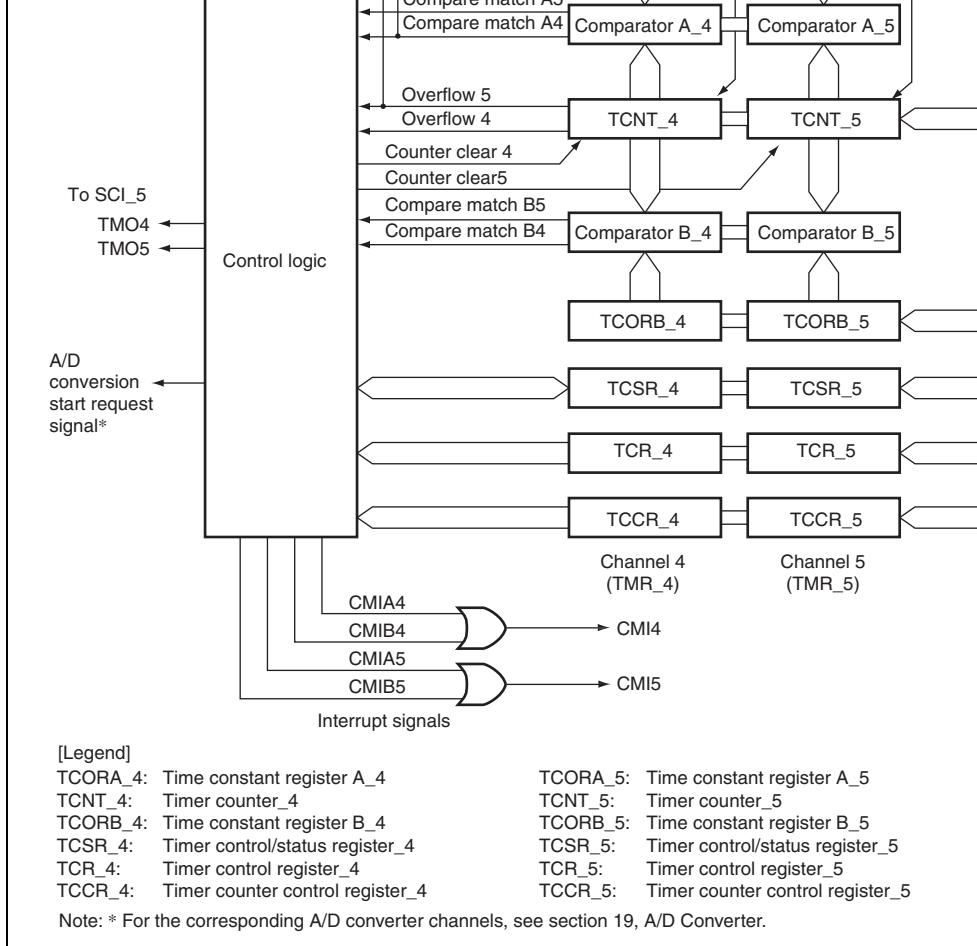 Compare match A5
Compare match A4
Comparator A_4
Comparator A_5
Overflow 5
Overflow 4
TCNT_4
TCNT_5
Counter clear 4
Counter clear5
To SCI_5
TMO4
TMO5
Compare match B5
Compare match B4
Comparator B_4
Comparator B_5
Control logic
TCORB_4
TCORB_5
A/D
conversion
start request
signal*
TCSR_4
TCSR_5
TCR_4
TCR_5
TCCR_4
TCCR_5
Channel 4
(TMR_4)
Channel 5
(TMR_5)
CMIA4
CMIB4
CMI4
CMIA5
CMIB5
CMI5
Interrupt signals
[Legend]
TCORA_4: Time constant register A_4
TCNT_4: Timer counter_4
TCORB_4: Time constant register B_4
TCSR_4: Timer control/status register_4
TCR_4: Timer control register_4
TCCR_4: Timer counter control register_4
TCORA_5: Time constant register A_5
TCNT_5: Timer counter_5
TCORB_5: Time constant register B_5
TCSR_5: Timer control/status register_5
TCR_5: Timer control register_5
TCCR_5: Timer counter control register_5
Note: * For the corresponding A/D converter channels, see section 19, A/D Converter.